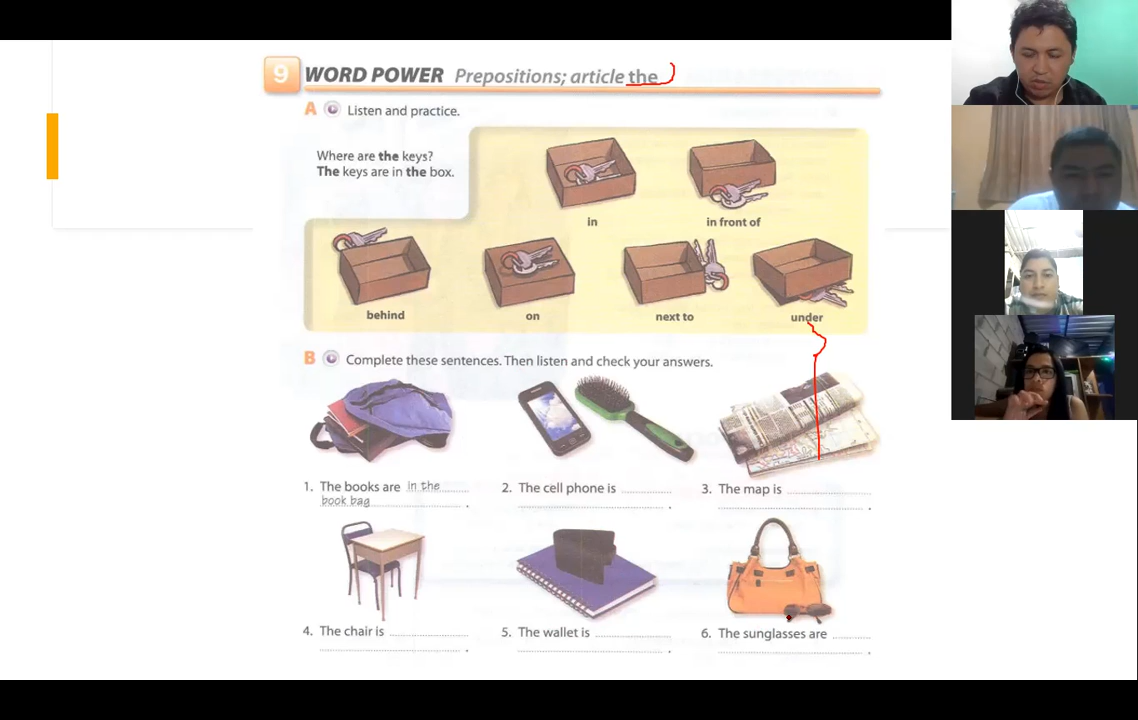 9 WORD POWER Prepositions; article the
A Listen and practice.
Where are the keys?
The keys are in the box.
in in front of
behind on next to under
B Complete these sentences. Then listen and check your answers.
1. The books are in the 2. The cell phone is ............ 3. The map is ............
book bag . ............ . ............ .
4. The chair is ............ 5. The wallet is ............ 6. The sunglasses are ............
............ . ............ . ............ .